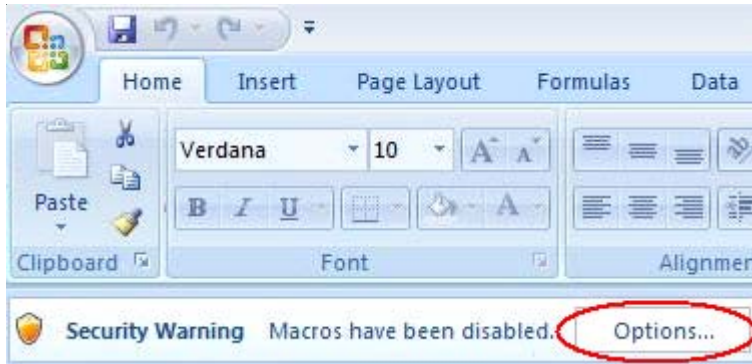 Home Insert Page Layout Formulas Data
Verdana 10 A A
Paste B I U A
Clipboard Font Alignmen
Security Warning Macros have been disabled. Options...